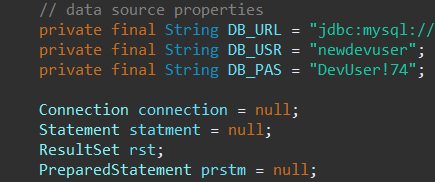 // data source properties
private final String DB_URL = "jdbc:mysql://
private final String DB_USR = "newdevuser";
private final String DB_PAS = "DevUser!74";
Connection connection = null;
Statement statment = null;
ResultSet rst;
PreparedStatement prstm = null;